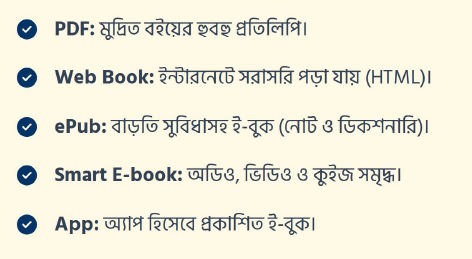 PDF: মুদ্রিত বইয়ের হুবহু প্রতিলিপি।
Web Book: ইন্টারনেটে সরাসরি পড়া যায় (HTML)।
ePub: বাড়তি সুবিধাসহ ই-বুক (নোট ও ডিকশনারি)।
Smart E-book: অডিও, ভিডিও ও কুইজ সমৃদ্ধ।
App: অ্যাপ হিসেবে প্রকাশিত ই-বুক।